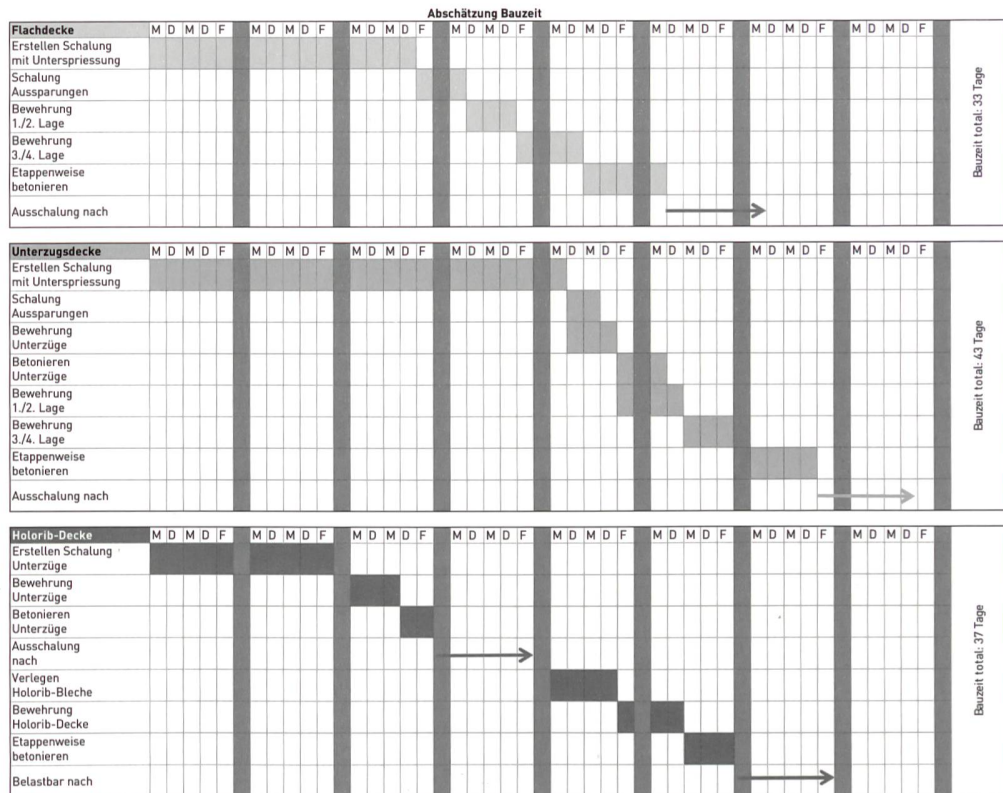 Abschätzung Bauzeit
Flachdecke M D M D F M D M D F M D M D F M D M D F M D M D F M D M D F M D M D F M D M D F
Erstellen Schalung
mit Unterspriessung
Schalung
Aussparungen
Bewehrung
1./2. Lage
Bewehrung
3./4. Lage
Etappenweise
betonieren
Ausschalung nach
Bauzeit total: 33 Tage
Unterzugsdecke M D M D F M D M D F M D M D F M D M D F M D M D F M D M D F M D M D F M D M D F
Erstellen Schalung
mit Unterspriessung
Schalung
Aussparungen
Bewehrung
Unterzüge
Betonieren
Unterzüge
Bewehrung
1./2. Lage
Bewehrung
3./4. Lage
Etappenweise
betonieren
Ausschalung nach
Bauzeit total: 43 Tage
Holorib-Decke M D M D F M D M D F M D M D F M D M D F M D M D F M D M D F M D M D F M D M D F
Erstellen Schalung
Unterzüge
Bewehrung
Unterzüge
Betonieren
Unterzüge
Ausschalung
nach
Verlegen
Holorib-Bleche
Bewehrung
Holorib-Decke
Etappenweise
betonieren
Belastbar nach
Bauzeit total: 37 Tage